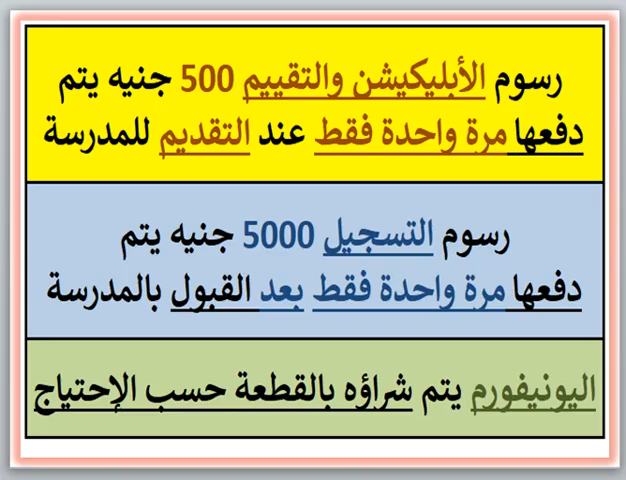 رسوم الأبليكيشن والتقييم 500 جنيه يتم
دفعها مرة واحدة فقط عند التقديم للمدرسة
رسوم التسجيل 5000 جنيه يتم
دفعها مرة واحدة فقط بعد القبول بالمدرسة
اليونيفورم يتم شراؤه بالقطعة حسب الإحتياج